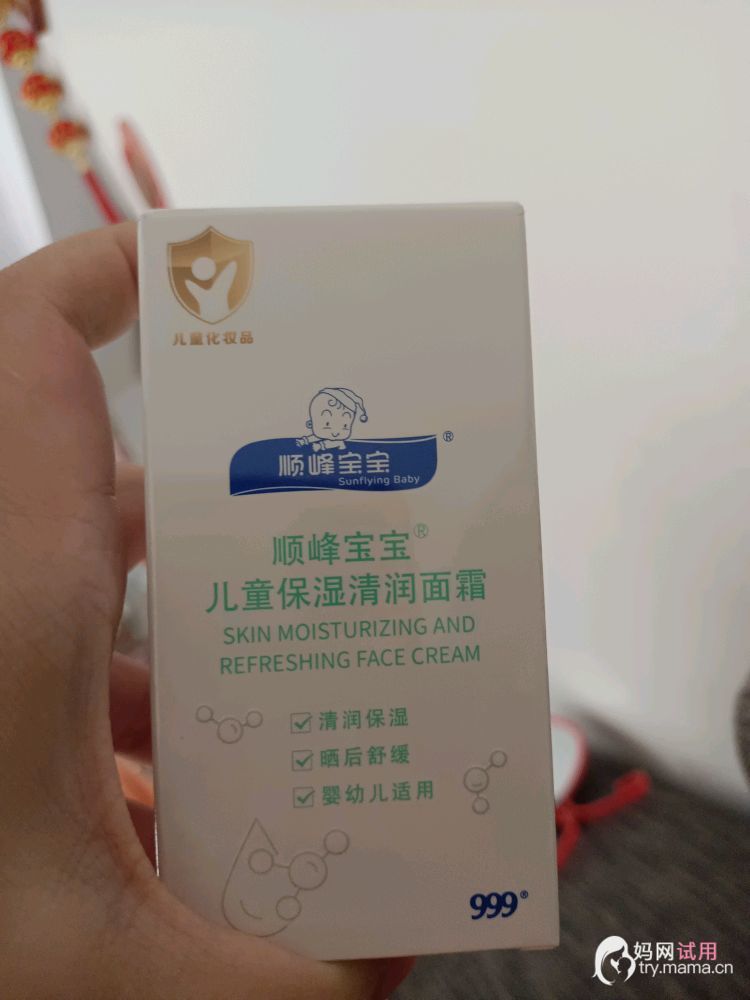 儿童化妆品
顺峰宝宝®
Sunflying Baby
顺峰宝宝®
儿童保湿清润面霜
SKIN MOISTURIZING AND
REFRESHING FACE CREAM
清润保湿
晒后舒缓
婴幼儿适用
999®
妈网试用
try.mama.cn